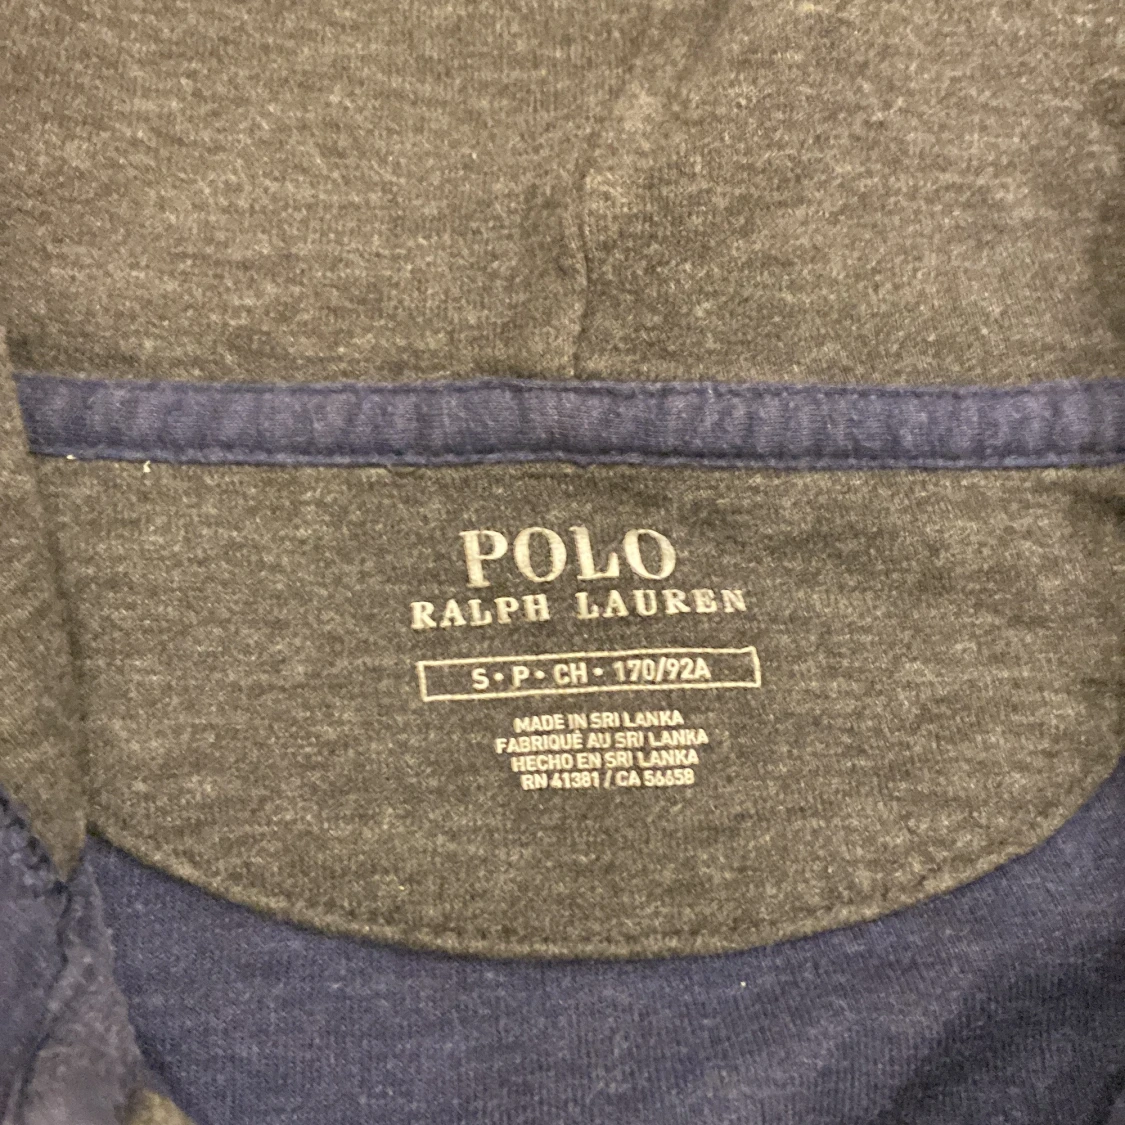 POLO
RALPH LAUREN
S • P • CH • 170/92A
MADE IN SRI LANKA
FABRIQUÉ AU SRI LANKA
HECHO EN SRI LANKA
RN 41381 / CA 56658